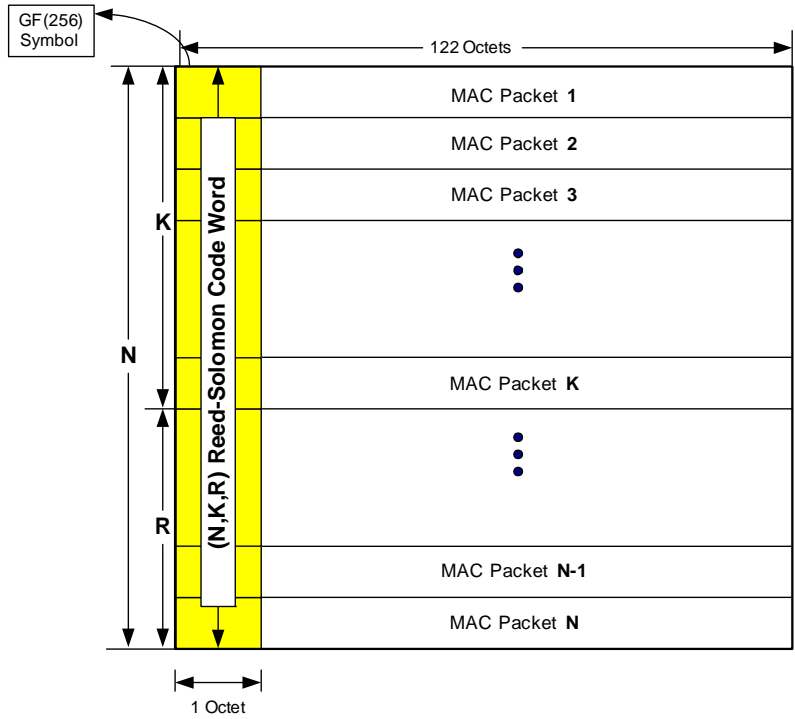 GF(256)
Symbol
122 Octets
MAC Packet 1
MAC Packet 2
MAC Packet 3
K
(N,K,R) Reed-Solomon Code Word
N
MAC Packet K
R
MAC Packet N-1
MAC Packet N
1 Octet